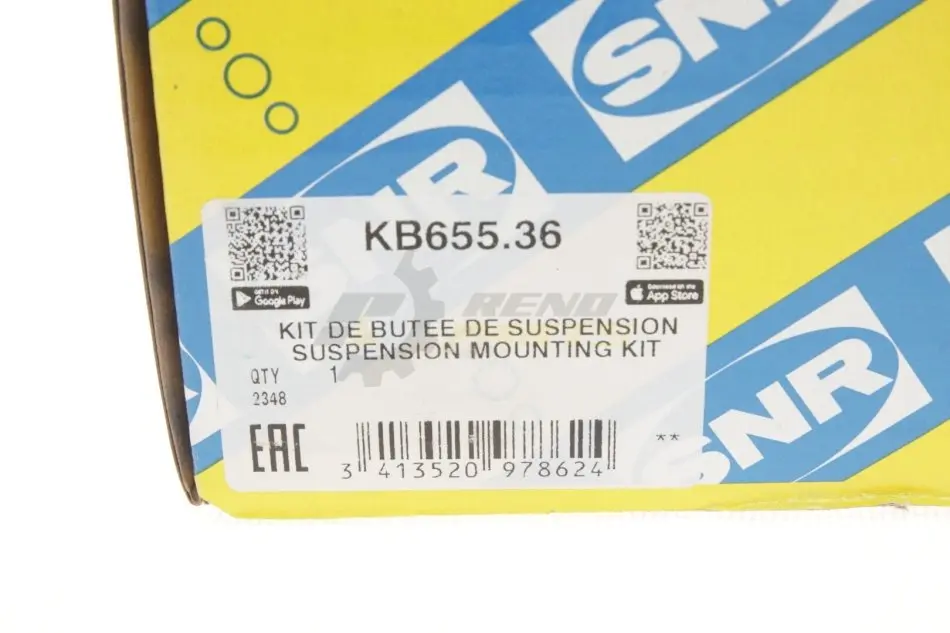 SNR
SNR
KB655.36
GET IT ON
Google Play
Download on the
App Store
RENO
KIT DE BUTEE DE SUSPENSION
SUSPENSION MOUNTING KIT
QTY 1
2348
EAC
3 413520 978624
**
SNR